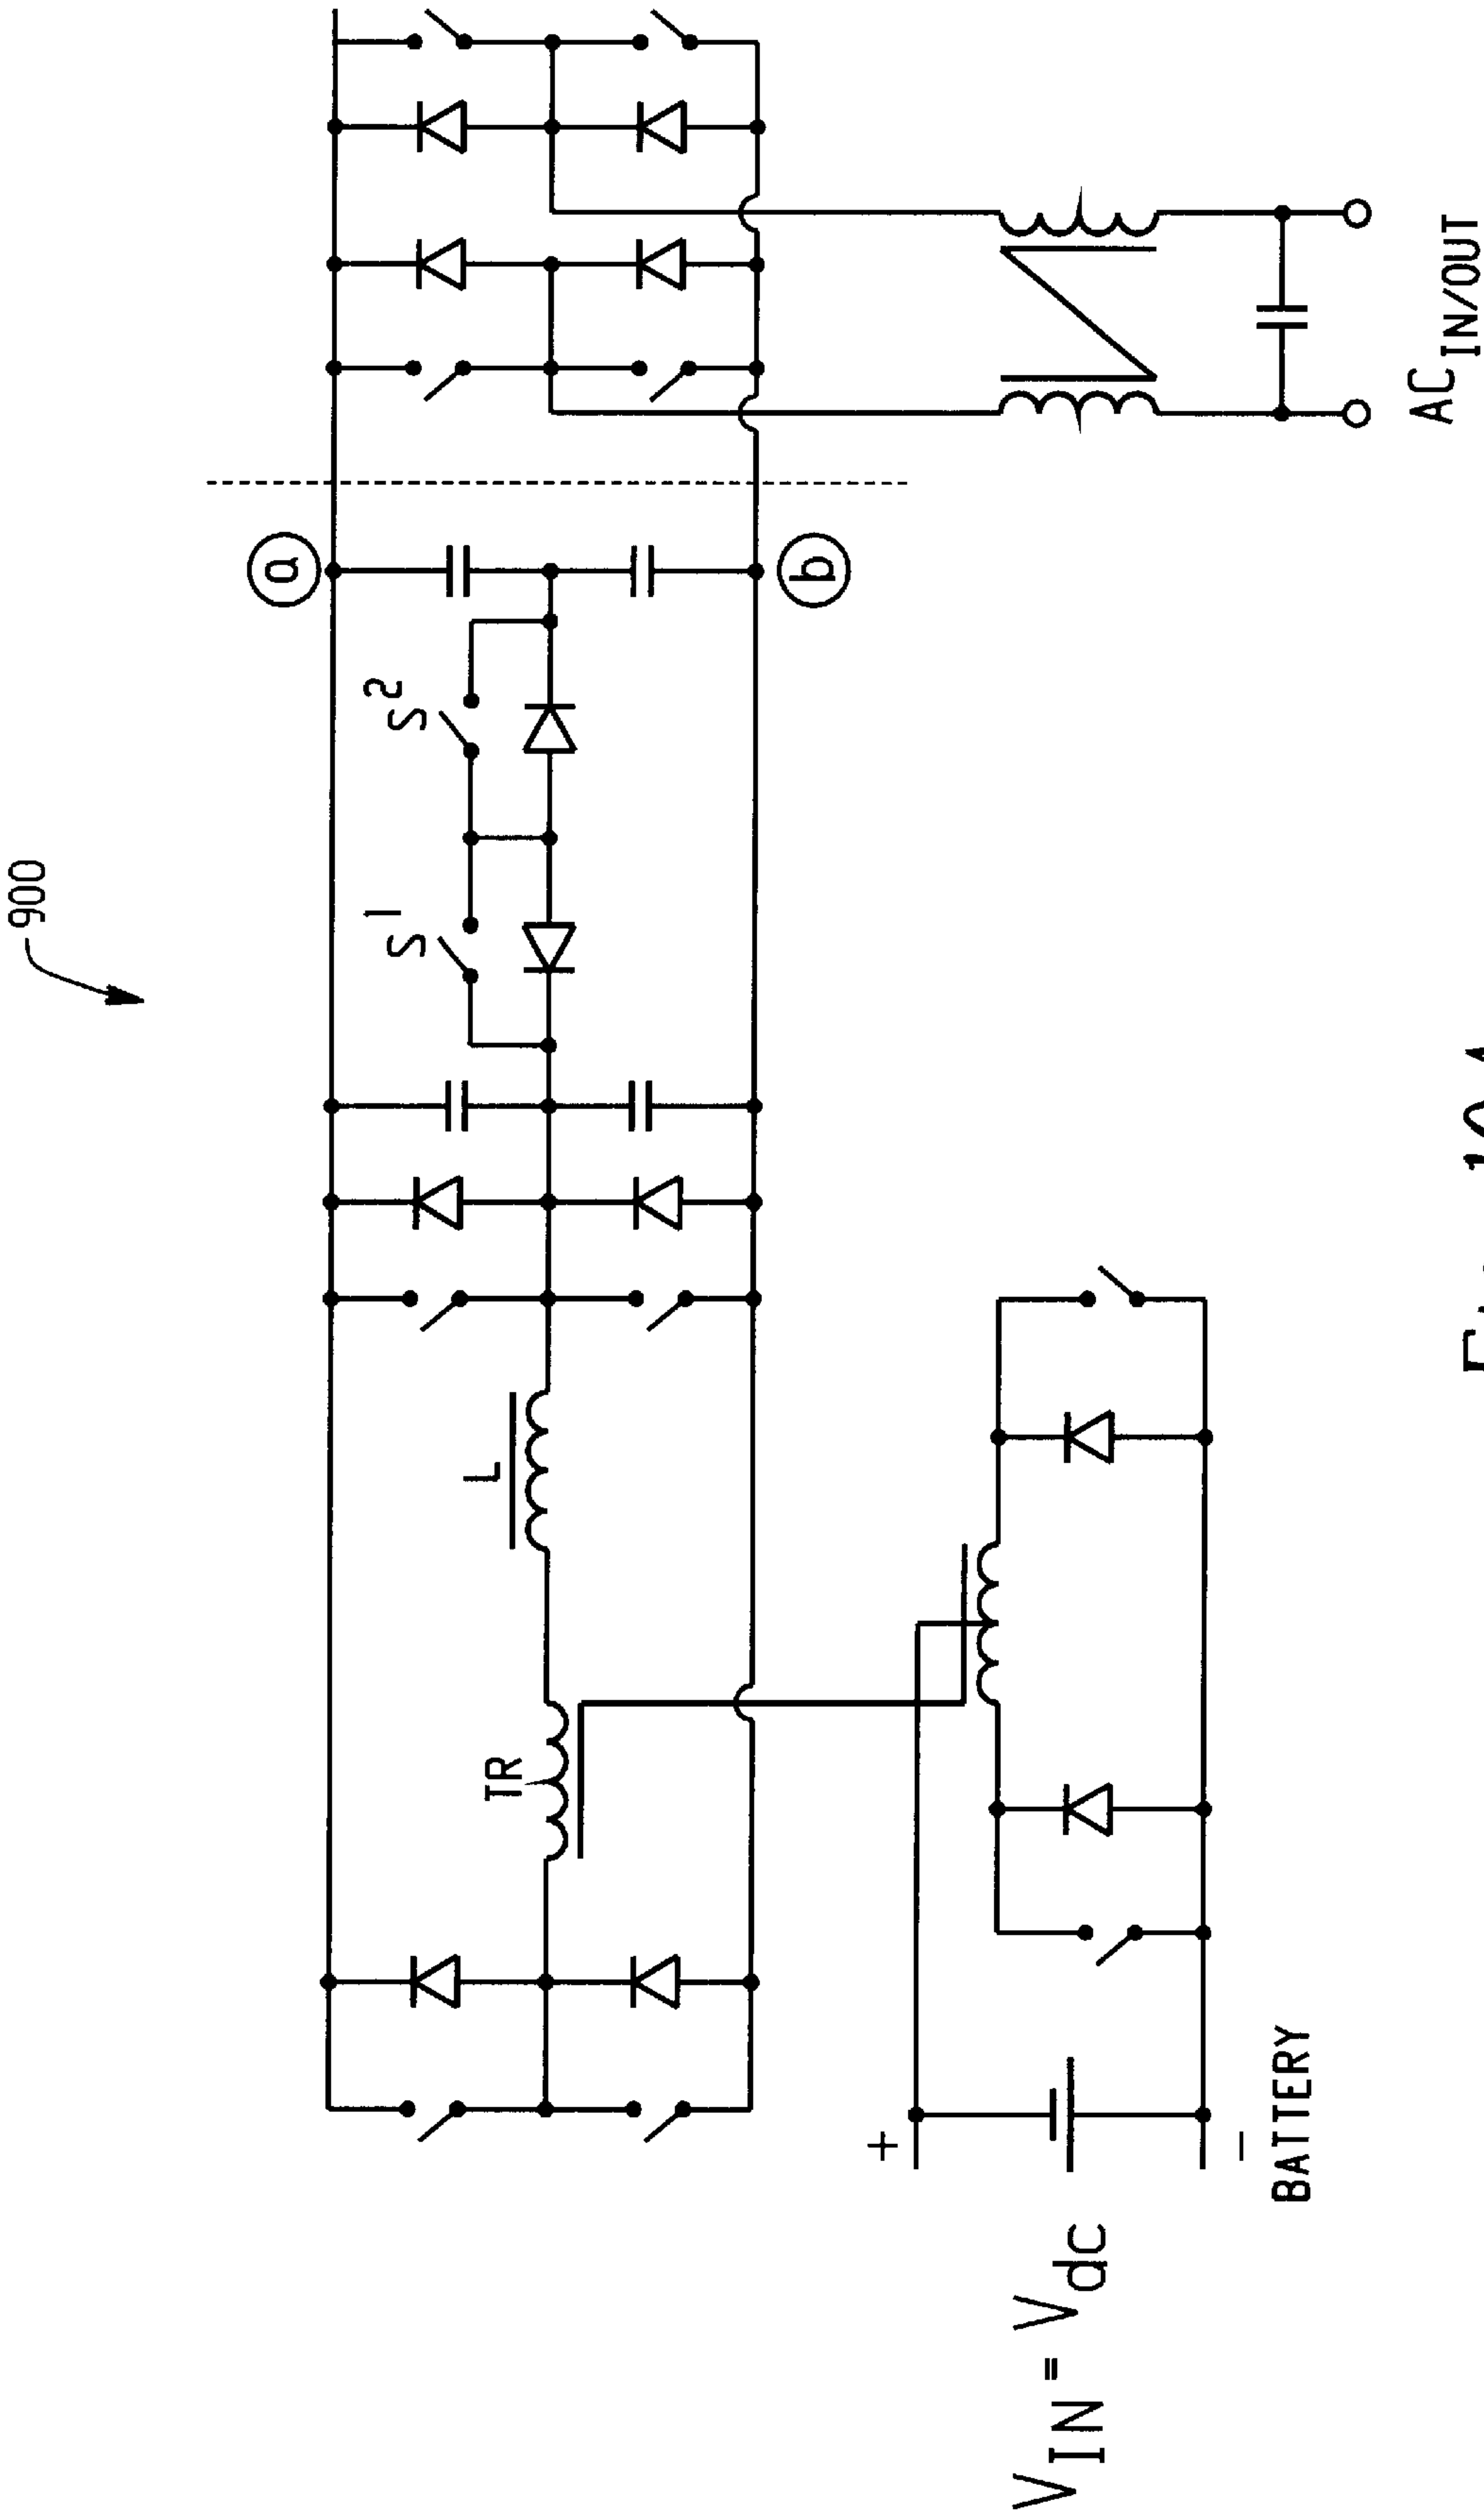 900
a
S1
S2
TR
L
b
+
VIN = Vdc
−
BATTERY
AC IN/OUT